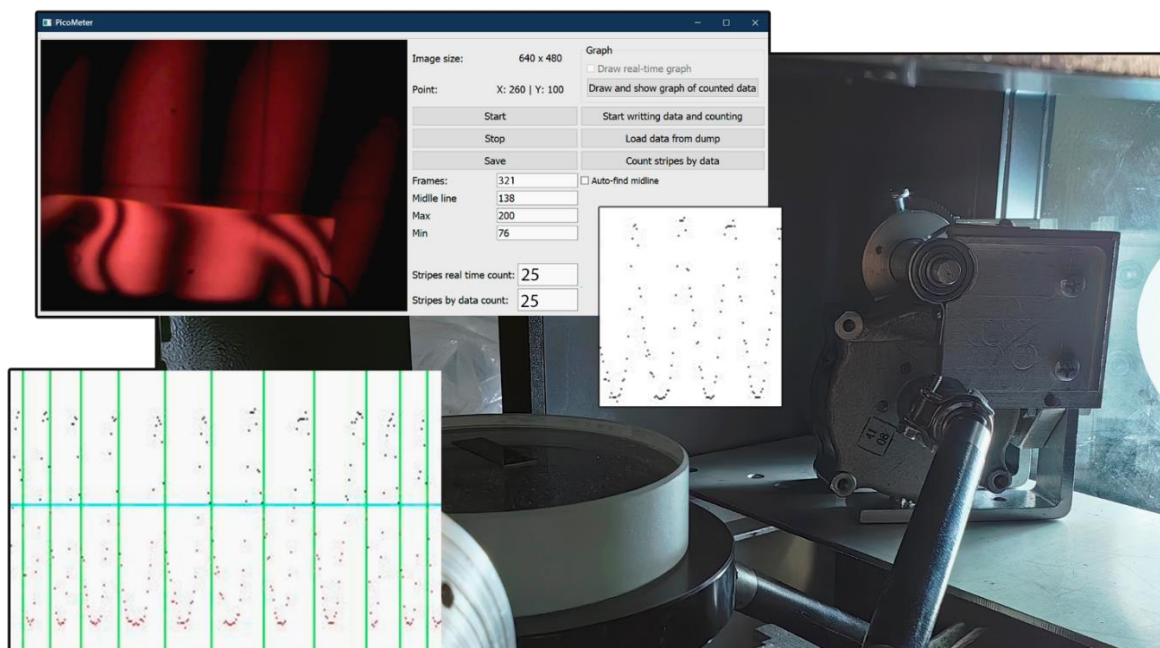 PicoMeter
Image size: 640 x 480
Point: X: 260 | Y: 100
Start
Stop
Save
Frames: 321
Midlle line 138
Max 200
Min 76
Stripes real time count: 25
Stripes by data count: 25
Graph
Draw real-time graph
Draw and show graph of counted data
Start writting data and counting
Load data from dump
Count stripes by data
Auto-find midline
41
08